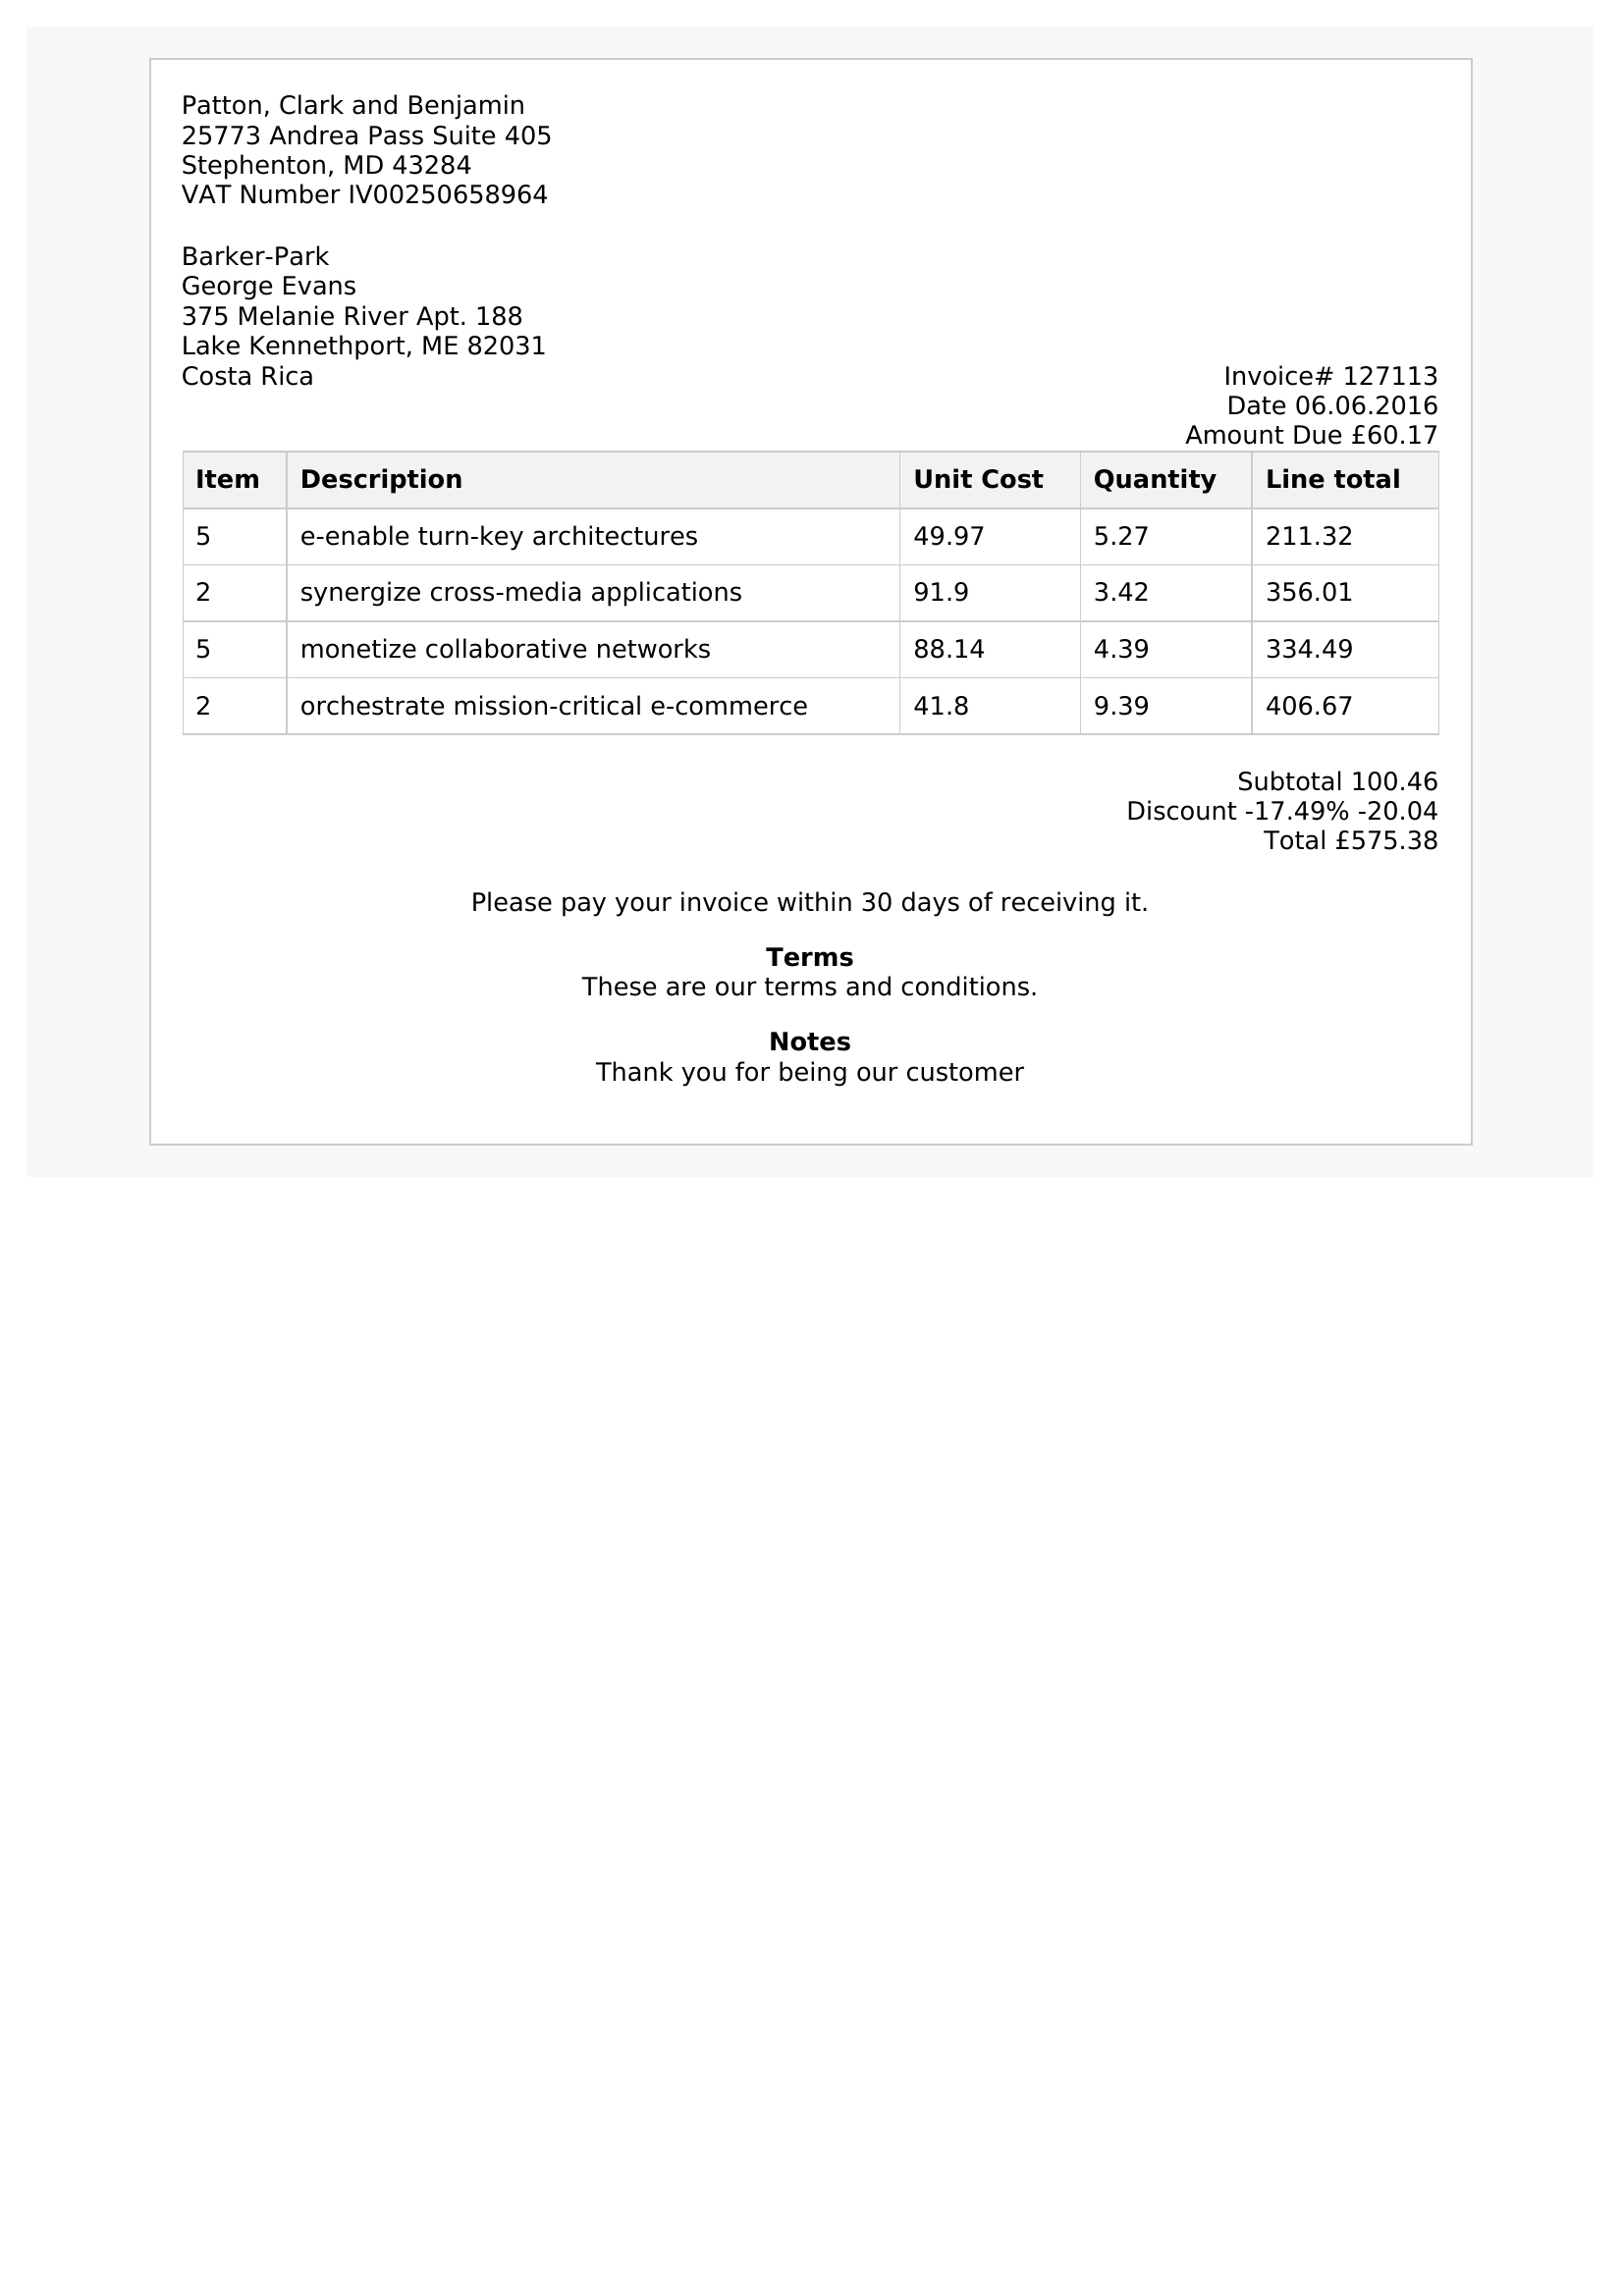 Patton, Clark and Benjamin
25773 Andrea Pass Suite 405
Stephenton, MD 43284
VAT Number IV00250658964
Barker-Park
George Evans
375 Melanie River Apt. 188
Lake Kennethport, ME 82031
Costa Rica
Invoice# 127113
Date 06.06.2016
Amount Due £60.17
Item Description Unit Cost Quantity Line total
5 e-enable turn-key architectures 49.97 5.27 211.32
2 synergize cross-media applications 91.9 3.42 356.01
5 monetize collaborative networks 88.14 4.39 334.49
2 orchestrate mission-critical e-commerce 41.8 9.39 406.67
Subtotal 100.46
Discount -17.49% -20.04
Total £575.38
Please pay your invoice within 30 days of receiving it.
Terms
These are our terms and conditions.
Notes
Thank you for being our customer